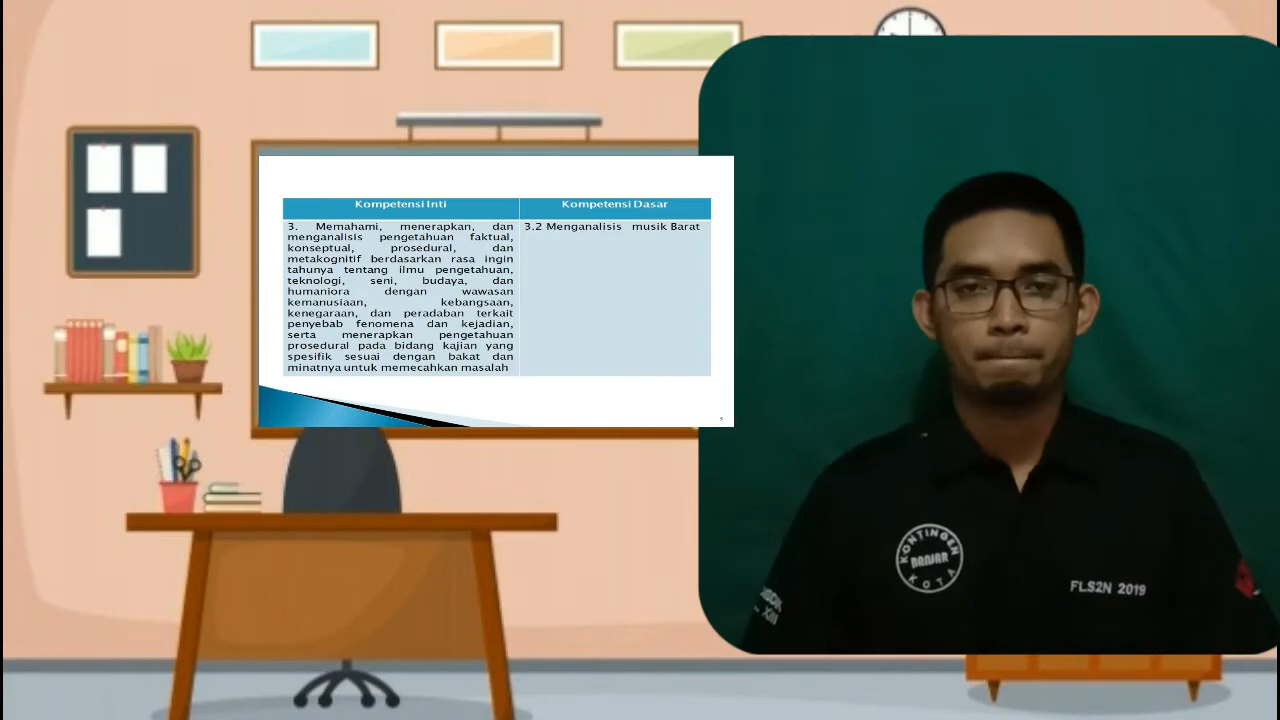 Kompetensi Inti
Kompetensi Dasar
3. Memahami, menerapkan, dan
menganalisis pengetahuan faktual,
konseptual, prosedural, dan
metakognitif berdasarkan rasa ingin
tahunya tentang ilmu pengetahuan,
teknologi, seni, budaya, dan
humaniora dengan wawasan
kemanusiaan, kebangsaan,
kenegaraan, dan peradaban terkait
penyebab fenomena dan kejadian,
serta menerapkan pengetahuan
prosedural pada bidang kajian yang
spesifik sesuai dengan bakat dan
minatnya untuk memecahkan masalah
3.2 Menganalisis musik Barat
KONTINGEN
BANJAR
KOTA
FLS2N 2019